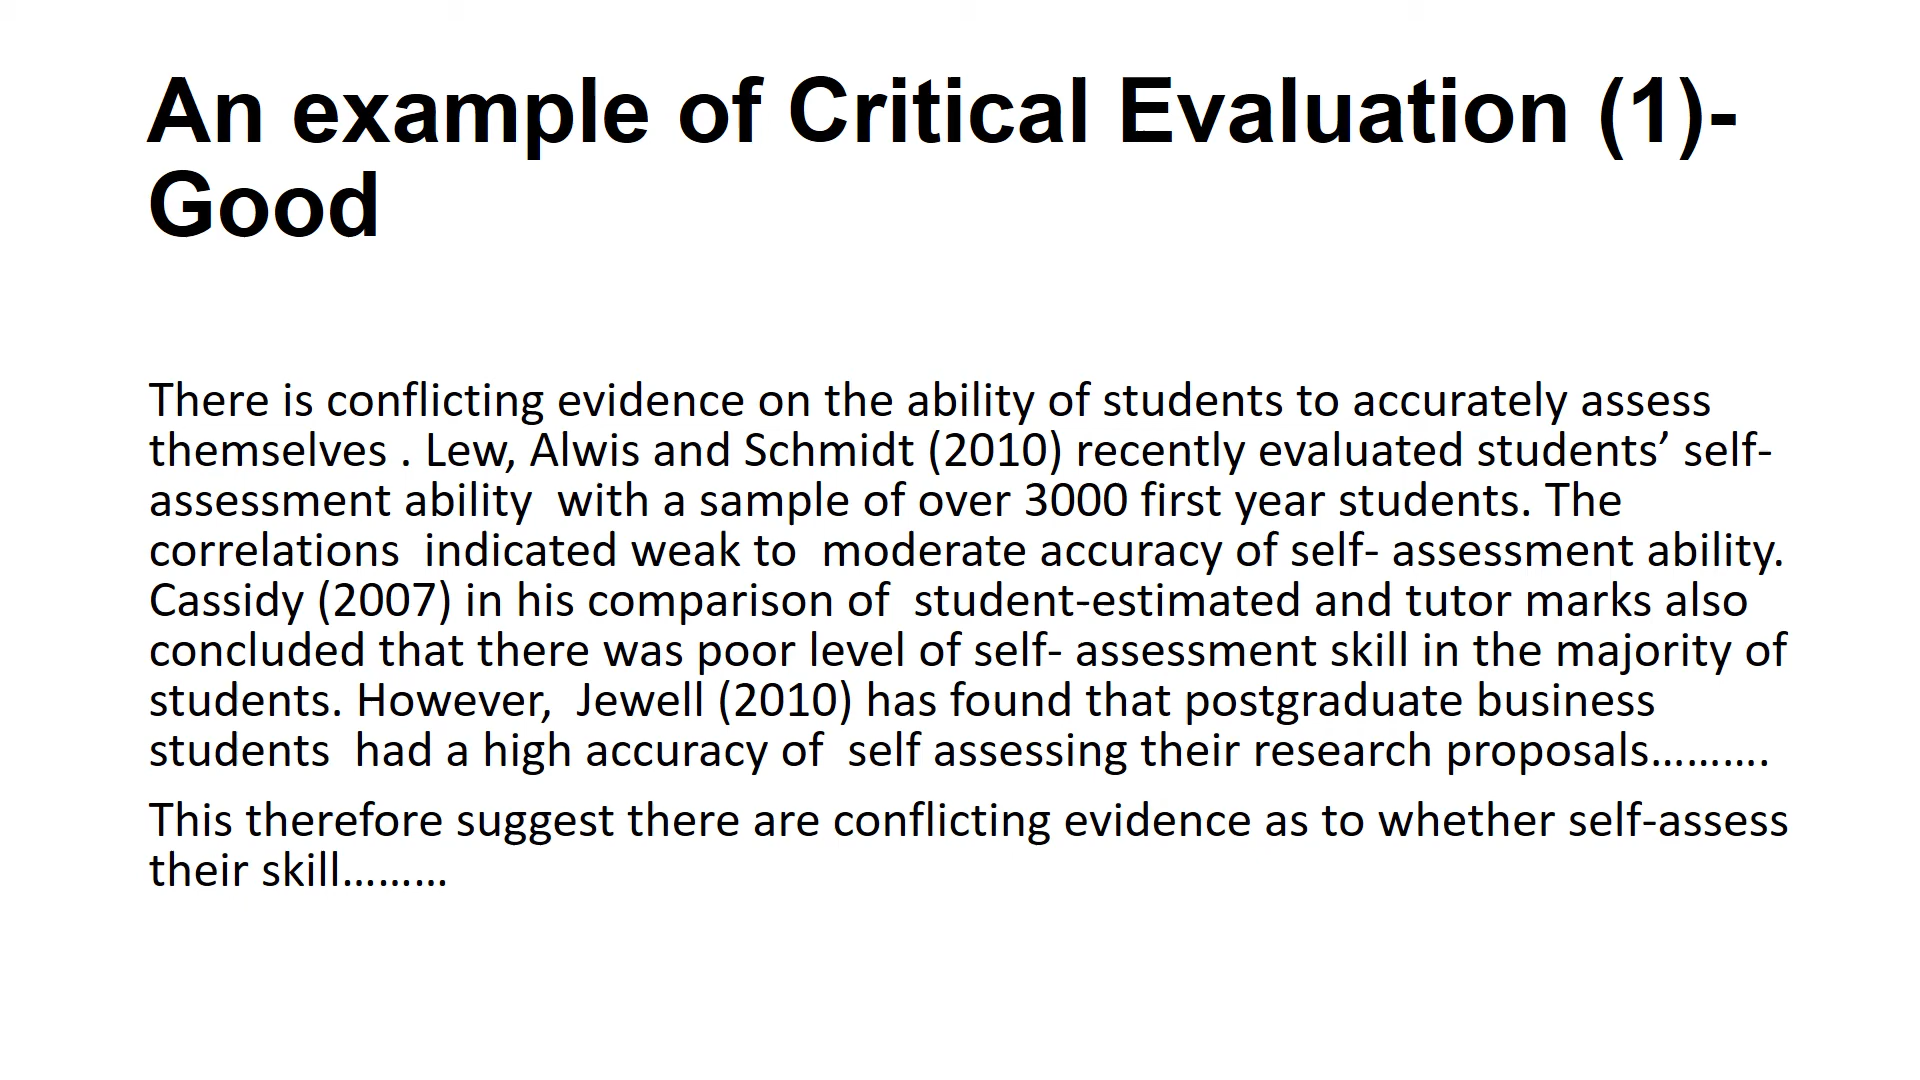 An example of Critical Evaluation (1)-
Good
There is conflicting evidence on the ability of students to accurately assess
themselves . Lew, Alwis and Schmidt (2010) recently evaluated students’ self-
assessment ability  with a sample of over 3000 first year students. The
correlations  indicated weak to  moderate accuracy of self- assessment ability.
Cassidy (2007) in his comparison of  student-estimated and tutor marks also
concluded that there was poor level of self- assessment skill in the majority of
students. However,  Jewell (2010) has found that postgraduate business
students  had a high accuracy of  self assessing their research proposals……….
This therefore suggest there are conflicting evidence as to whether self-assess
their skill………